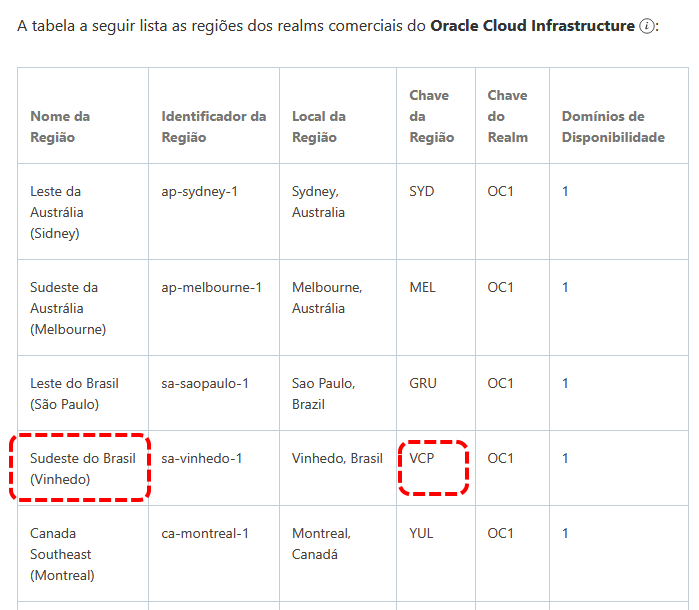 A tabela a seguir lista as regiões dos realms comerciais do Oracle Cloud Infrastructure i:
Nome da Região Identificador da Região Local da Região Chave da Região Chave do Realm Domínios de Disponibilidade
Leste da Austrália (Sidney) ap-sydney-1 Sydney, Australia SYD OC1 1
Sudeste da Austrália (Melbourne) ap-melbourne-1 Melbourne, Austrália MEL OC1 1
Leste do Brasil (São Paulo) sa-saopaulo-1 Sao Paulo, Brazil GRU OC1 1
Sudeste do Brasil (Vinhedo) sa-vinhedo-1 Vinhedo, Brasil VCP OC1 1
Canada Southeast (Montreal) ca-montreal-1 Montreal, Canadá YUL OC1 1